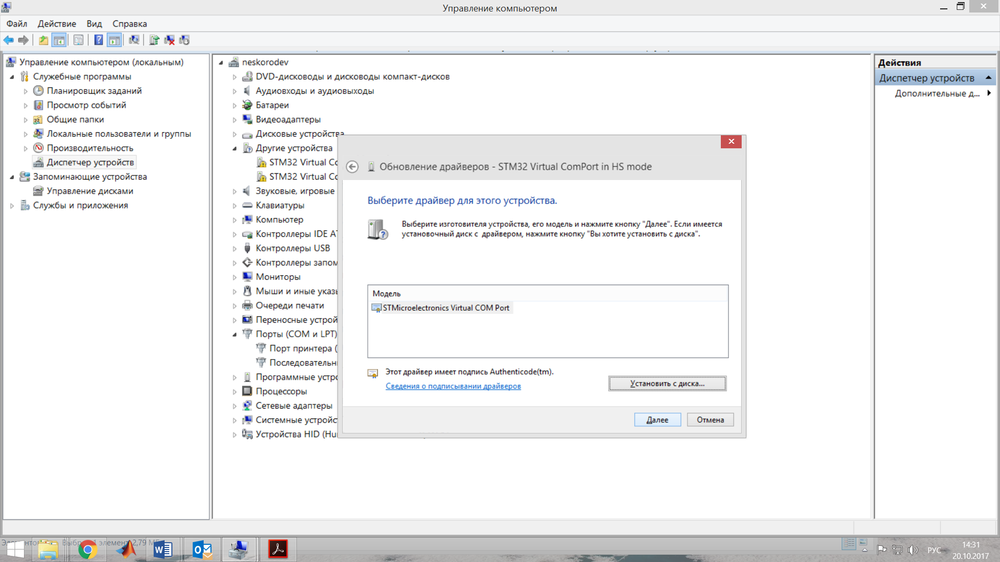 Управление компьютером
Файл Действие Вид Справка
Управление компьютером (локальным)
Служебные программы
Планировщик заданий
Просмотр событий
Общие папки
Локальные пользователи и группы
Производительность
Диспетчер устройств
Запоминающие устройства
Управление дисками
Службы и приложения
neskorodev
DVD-дисководы и дисководы компакт-дисков
Аудиовходы и аудиовыходы
Батареи
Видеоадаптеры
Дисковые устройства
Другие устройства
STM32 Virtual Co
STM32 Virtual Co
Звуковые, игровые
Клавиатуры
Компьютер
Контроллеры IDE AT
Контроллеры USB
Контроллеры запом
Мониторы
Мыши и иные указ
Очереди печати
Переносные устрой
Порты (COM и LPT)
Порт принтера (
Последовательн
Программные устро
Процессоры
Сетевые адаптеры
Системные устройс
Устройства HID (Hu
Обновление драйверов - STM32 Virtual ComPort in HS mode
Выберите драйвер для этого устройства.
Выберите изготовителя устройства, его модель и нажмите кнопку "Далее". Если имеется
установочный диск с драйвером, нажмите кнопку "Вы хотите установить с диска".
Модель
STMicroelectronics Virtual COM Port
Этот драйвер имеет подпись Authenticode(tm).
Сведения о подписывании драйверов
Установить с диска...
Далее Отмена
Действия
Диспетчер устройств
Дополнительные д...
элемент 2,79
РУС
14:31
20.10.2017